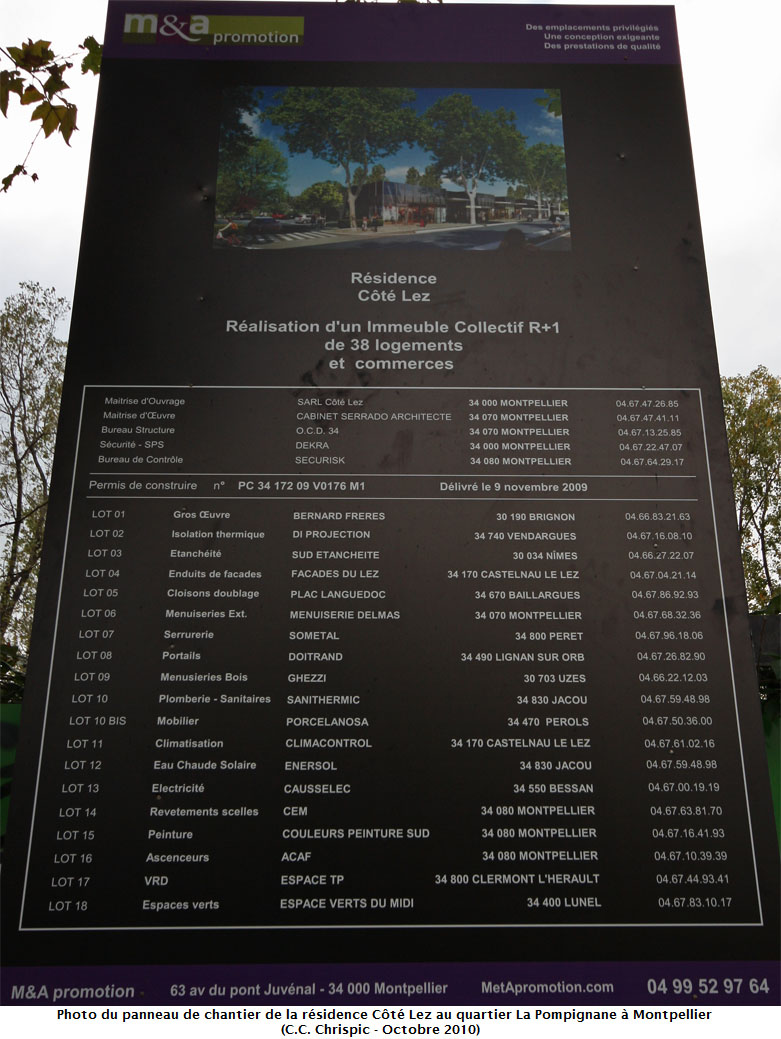 m&a promotion
Des emplacements privilégiés
Une conception exigeante
Des prestations de qualité
Résidence
Côté Lez
Réalisation d'un Immeuble Collectif R+1
de 38 logements
et commerces
Maitrise d'Ouvrage SARL Côté Lez 34 000 MONTPELLIER 04.67.47.26.85
Maitrise d'Œuvre CABINET SERRADO ARCHITECTE 34 070 MONTPELLIER 04.67.47.41.11
Bureau Structure O.C.D. 34 34 070 MONTPELLIER 04.67.13.25.85
Sécurité - SPS DEKRA 34 000 MONTPELLIER 04.67.22.47.07
Bureau de Contrôle SECURISK 34 080 MONTPELLIER 04.67.64.29.17
Permis de construire n° PC 34 172 09 V0176 M1 Délivré le 9 novembre 2009
LOT 01 Gros Œuvre BERNARD FRERES 30 190 BRIGNON 04.66.83.21.63
LOT 02 Isolation thermique DI PROJECTION 34 740 VENDARGUES 04.67.16.08.10
LOT 03 Etanchéité SUD ETANCHEITE 30 034 NÎMES 04.66.27.22.07
LOT 04 Enduits de facades FACADES DU LEZ 34 170 CASTELNAU LE LEZ 04.67.04.21.14
LOT 05 Cloisons doublage PLAC LANGUEDOC 34 670 BAILLARGUES 04.67.86.92.93
LOT 06 Menuiseries Ext. MENUISERIE DELMAS 34 070 MONTPELLIER 04.67.68.32.36
LOT 07 Serrurerie SOMETAL 34 800 PERET 04.67.96.18.06
LOT 08 Portails DOITRAND 34 490 LIGNAN SUR ORB 04.67.26.82.90
LOT 09 Menusieries Bois GHEZZI 30 703 UZES 04.66.22.12.03
LOT 10 Plomberie - Sanitaires SANITHERMIC 34 830 JACOU 04.67.59.48.98
LOT 10 BIS Mobilier PORCELANOSA 34 470 PEROLS 04.67.50.36.00
LOT 11 Climatisation CLIMACONTROL 34 170 CASTELNAU LE LEZ 04.67.61.02.16
LOT 12 Eau Chaude Solaire ENERSOL 34 830 JACOU 04.67.59.48.98
LOT 13 Electricité CAUSSELEC 34 550 BESSAN 04.67.00.19.19
LOT 14 Revetements scelles CEM 34 080 MONTPELLIER 04.67.63.81.70
LOT 15 Peinture COULEURS PEINTURE SUD 34 080 MONTPELLIER 04.67.16.41.93
LOT 16 Ascenceurs ACAF 34 080 MONTPELLIER 04.67.10.39.39
LOT 17 VRD ESPACE TP 34 800 CLERMONT L'HERAULT 04.67.44.93.41
LOT 18 Espaces verts ESPACE VERTS DU MIDI 34 400 LUNEL 04.67.83.10.17
M&A promotion 63 av du pont Juvénal - 34 000 Montpellier MetApromotion.com 04 99 52 97 64
Photo du panneau de chantier de la résidence Côté Lez au quartier La Pompignane à Montpellier
(C.C. Chrispic - Octobre 2010)